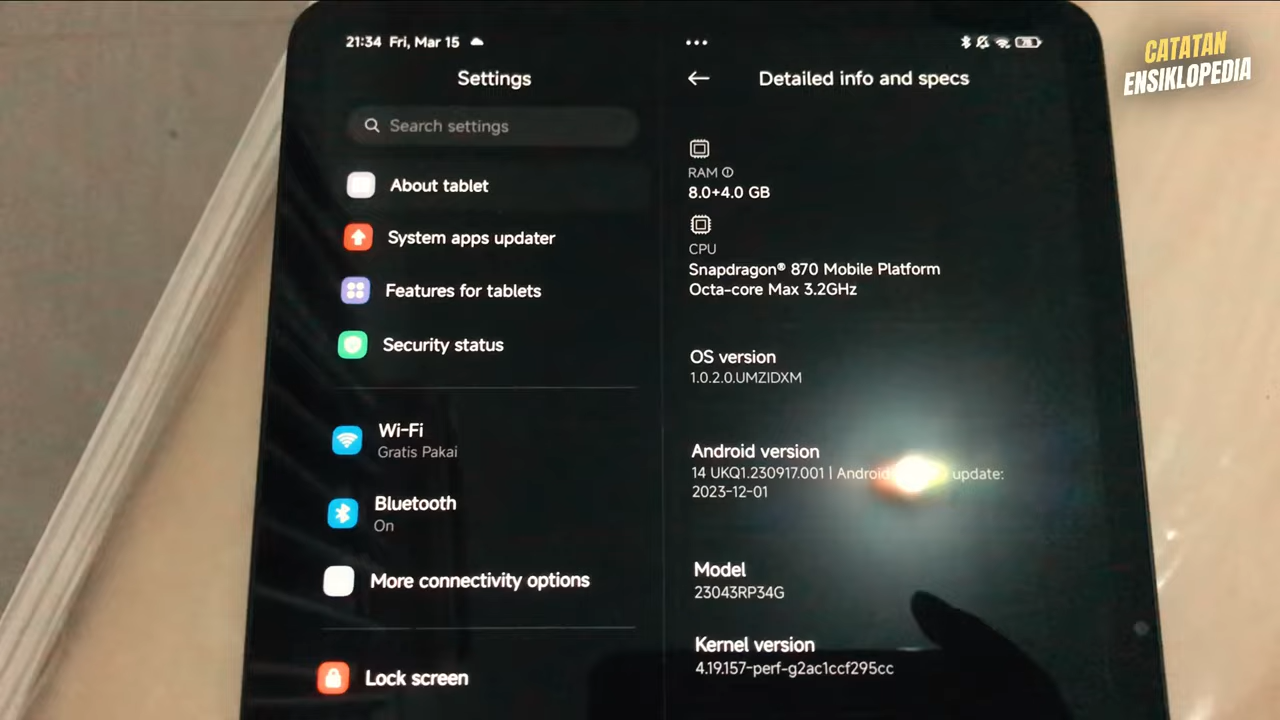 21:34 Fri, Mar 15
Settings
Search settings
About tablet
System apps updater
Features for tablets
Security status
Wi-Fi
Gratis Pakai
Bluetooth
On
More connectivity options
Lock screen
Detailed info and specs
RAM
8.0+4.0 GB
CPU
Snapdragon® 870 Mobile Platform
Octa-core Max 3.2GHz
OS version
1.0.2.0.UMZIDXM
Android version
14 UKQ1.230917.001 | Android update:
2023-12-01
Model
23043RP34G
Kernel version
4.19.157-perf-g2ac1ccf295cc
CATATAN
ENSIKLOPEDIA